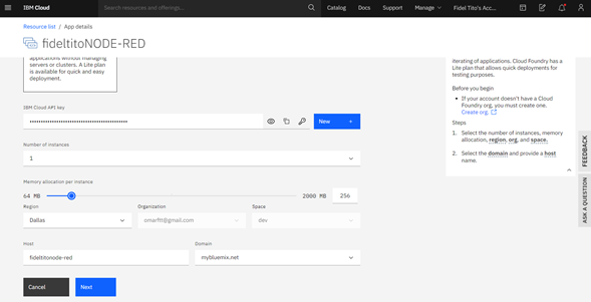 IBM Cloud
Search resources and offerings...
Catalog
Docs
Support
Manage
Fidel Tito's Acc...
Resource list / App details
fideltitoNODE-RED
applications without managing
servers or clusters. A Lite plan
is available for quick and easy
deployment.
IBM Cloud API key
New +
Number of instances
1
Memory allocation per instance
64 MB
2000 MB
256
Region
Organization
Space
Dallas
omarffl@gmail.com
dev
Host
Domain
fideltitonode-red
mybluemix.net
Cancel
Next
iterating of applications. Cloud Foundry has a
Lite plan that allows quick deployments for
testing purposes.
Before you begin
• If your account doesn't have a Cloud
Foundry org, you must create one.
Create org.
Steps
1. Select the number of instances, memory
allocation, region, org, and space.
2. Select the domain and provide a host
name.
FEEDBACK
ASK A QUESTION